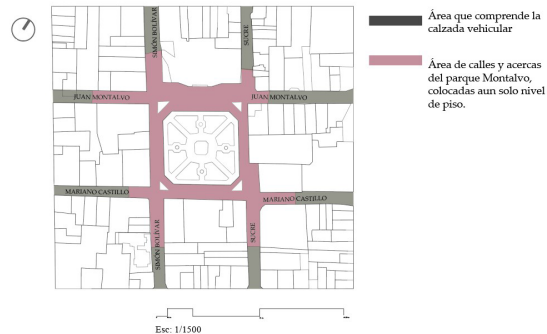 SIMÓN BOLÍVAR
SUCRE
JUAN MONTALVO
JUAN MONTALVO
MARIANO CASTILLO
MARIANO CASTILLO
SIMÓN BOLÍVAR
SUCRE
Área que comprende la
calzada vehicular
Área de calles y acercas
del parque Montalvo,
colocadas aun solo nivel
de piso.
Esc: 1/1500